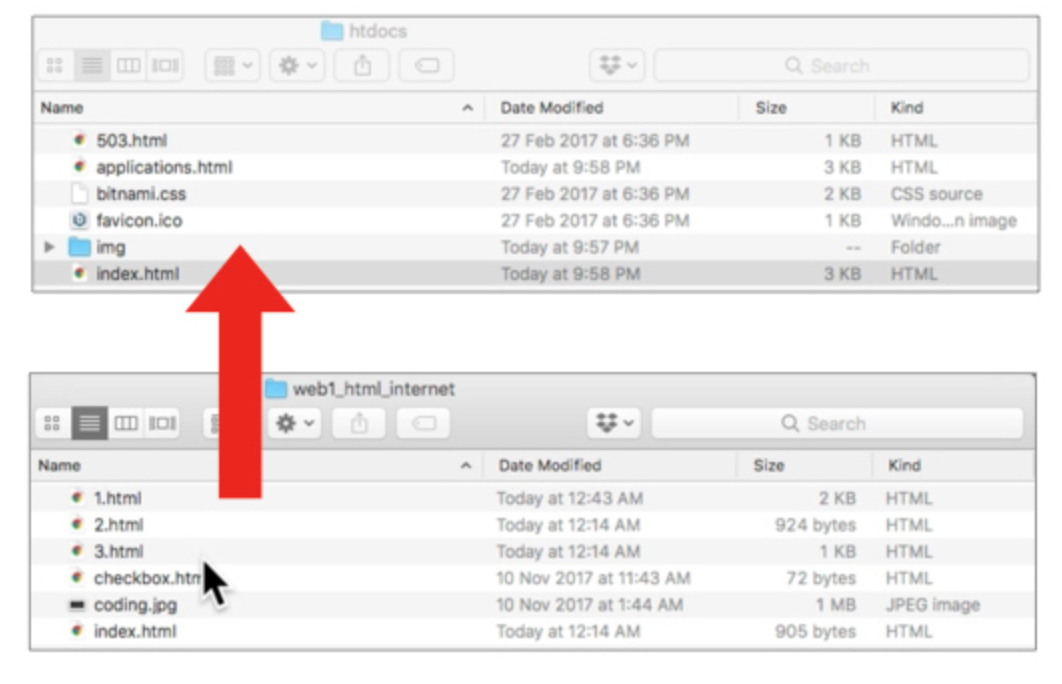 htdocs
Search
Name Date Modified Size Kind
503.html 27 Feb 2017 at 6:36 PM 1 KB HTML
applications.html Today at 9:58 PM 3 KB HTML
bitnami.css 27 Feb 2017 at 6:36 PM 2 KB CSS source
favicon.ico 27 Feb 2017 at 6:36 PM 1 KB Windo...n image
img Today at 9:57 PM -- Folder
index.html Today at 9:58 PM 3 KB HTML
web1_html_internet
Search
Name Date Modified Size Kind
1.html Today at 12:43 AM 2 KB HTML
2.html Today at 12:14 AM 924 bytes HTML
3.html Today at 12:14 AM 1 KB HTML
checkbox.htm 10 Nov 2017 at 11:43 AM 72 bytes HTML
coding.jpg 10 Nov 2017 at 1:44 AM 1 MB JPEG image
index.html Today at 12:14 AM 905 bytes HTML